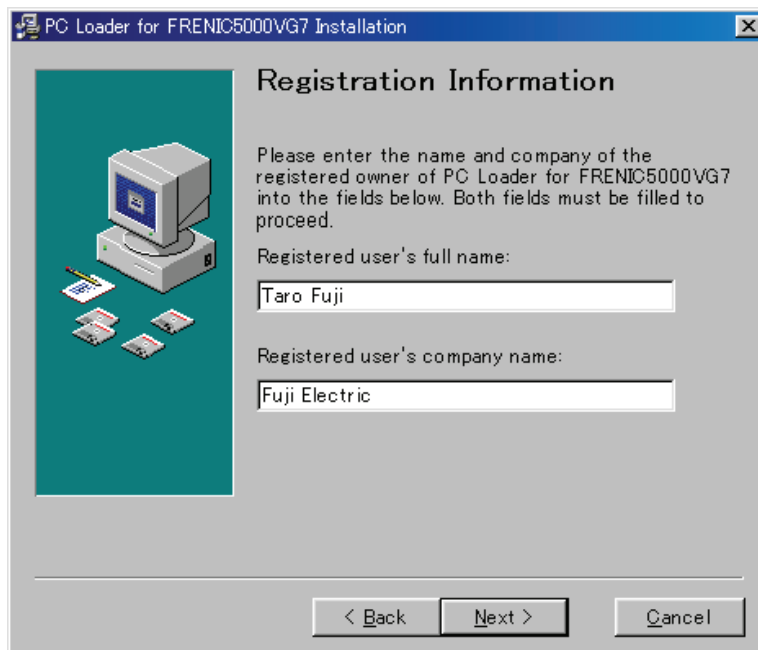 PC Loader for FRENIC5000VG7 Installation
Registration Information
Please enter the name and company of the
registered owner of PC Loader for FRENIC5000VG7
into the fields below. Both fields must be filled to
proceed.
Registered user's full name:
Taro Fuji
Registered user's company name:
Fuji Electric
< Back
Next >
Cancel